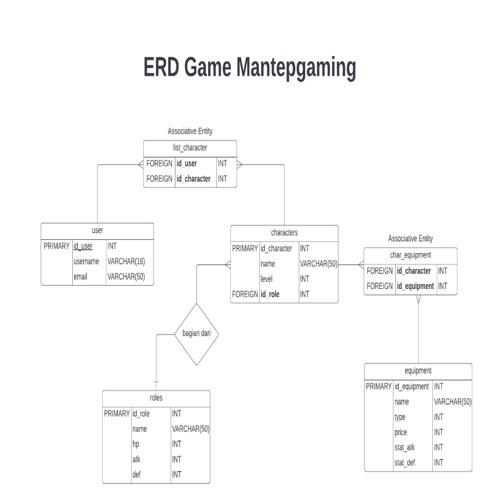 ERD Game Mantepgaming
Associative Entity
list_character
FOREIGN id_user INT
FOREIGN id_character INT
user
PRIMARY id_user INT
username VARCHAR(16)
email VARCHAR(50)
characters
PRIMARY id_character INT
name VARCHAR(50)
level INT
FOREIGN id_role INT
Associative Entity
char_equipment
FOREIGN id_character INT
FOREIGN id_equipment INT
bagian dari
roles
PRIMARY id_role INT
name VARCHAR(50)
hp INT
atk INT
def INT
equipment
PRIMARY id_equipment INT
name VARCHAR(50)
type INT
price INT
stat_atk INT
stat_def INT